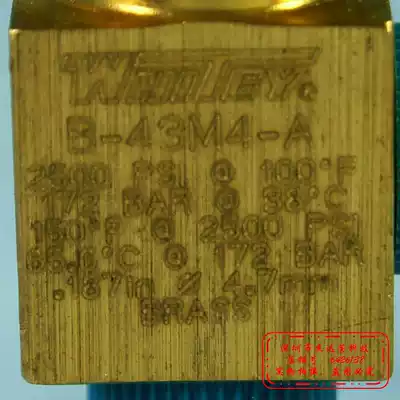 Whitey®
B-43M4-A
2500 PSI @ 100°F
172 BAR @ 38°C
150°F @ 2500 PSI
65.6°C @ 172 BAR
.187in / 4.7mm
BRASS